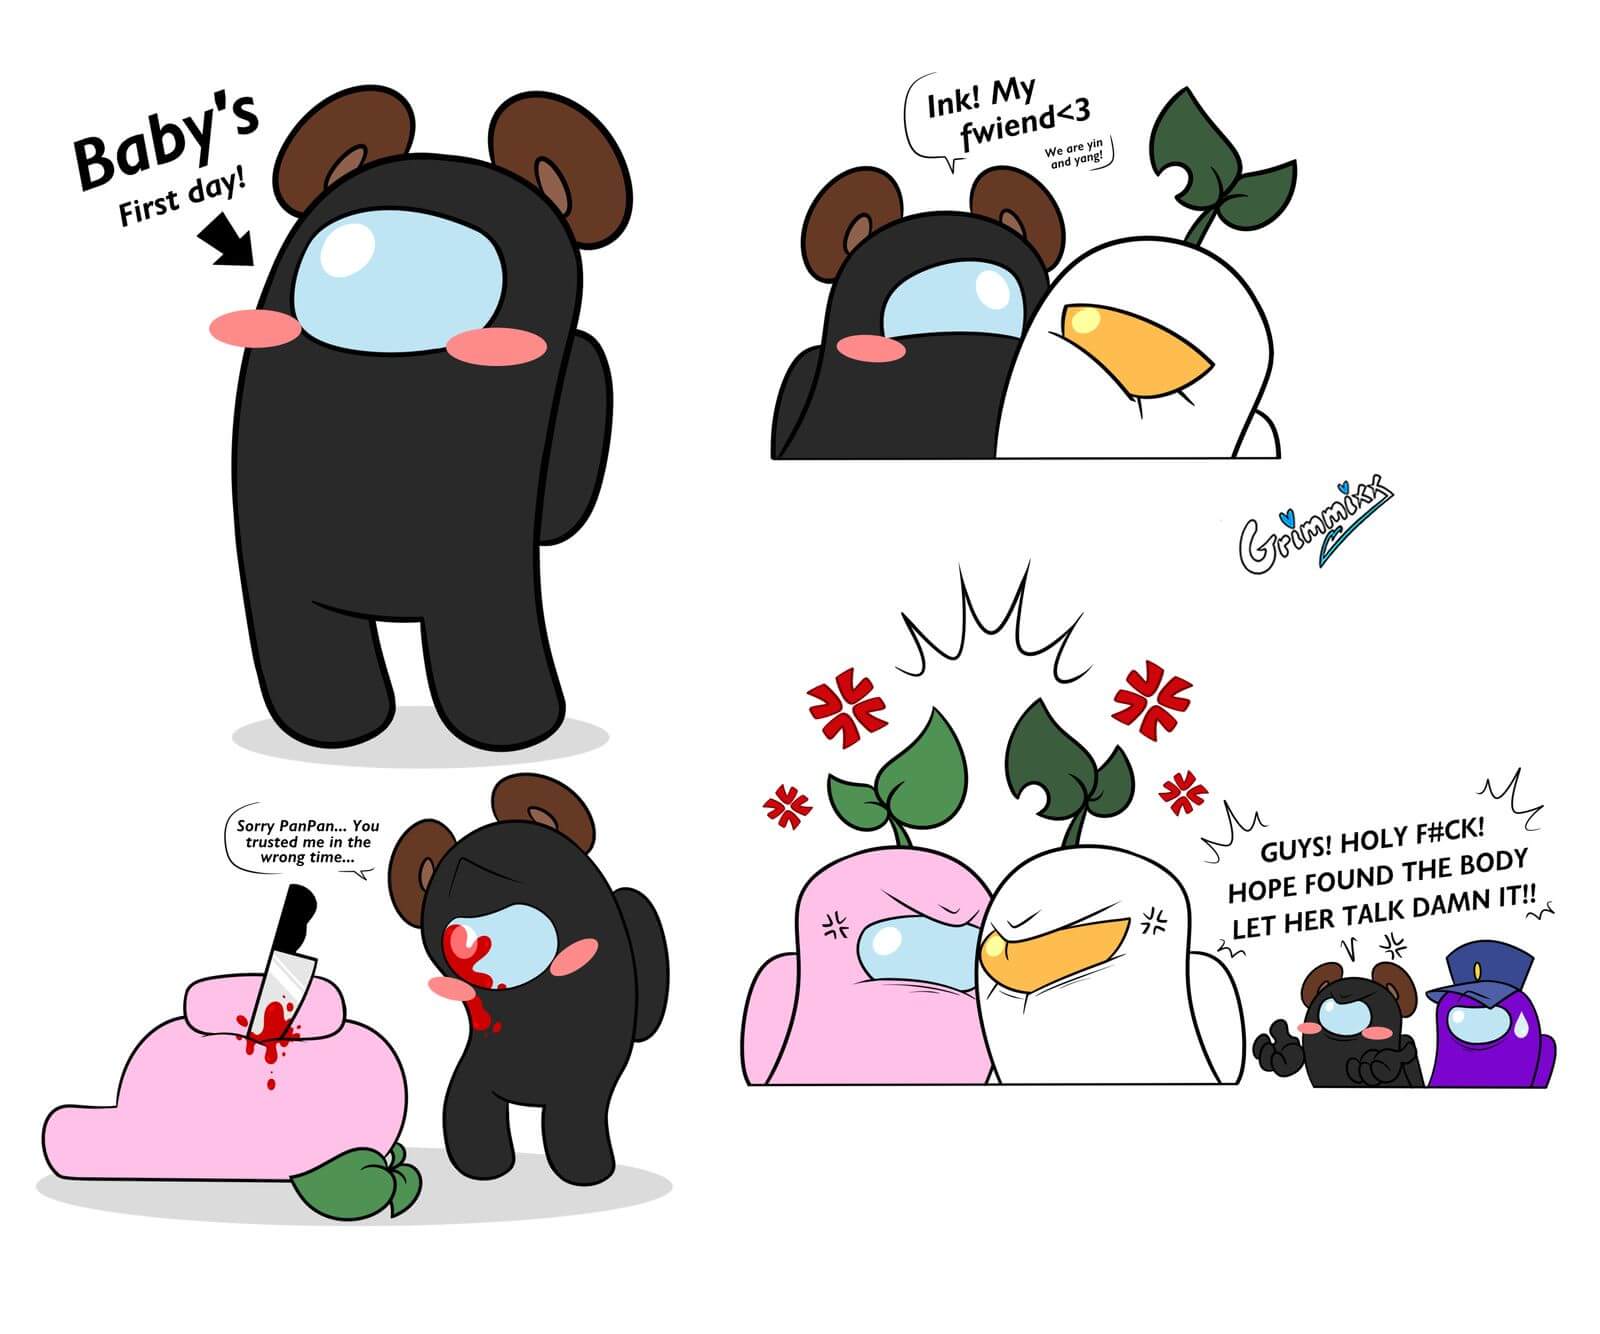 Baby's
First day!
Ink! My
fwiend<3
We are yin
and yang!
Grimmixx
Sorry PanPan... You
trusted me in the
wrong time...
GUYS! HOLY F#CK!
HOPE FOUND THE BODY
LET HER TALK DAMN IT!!